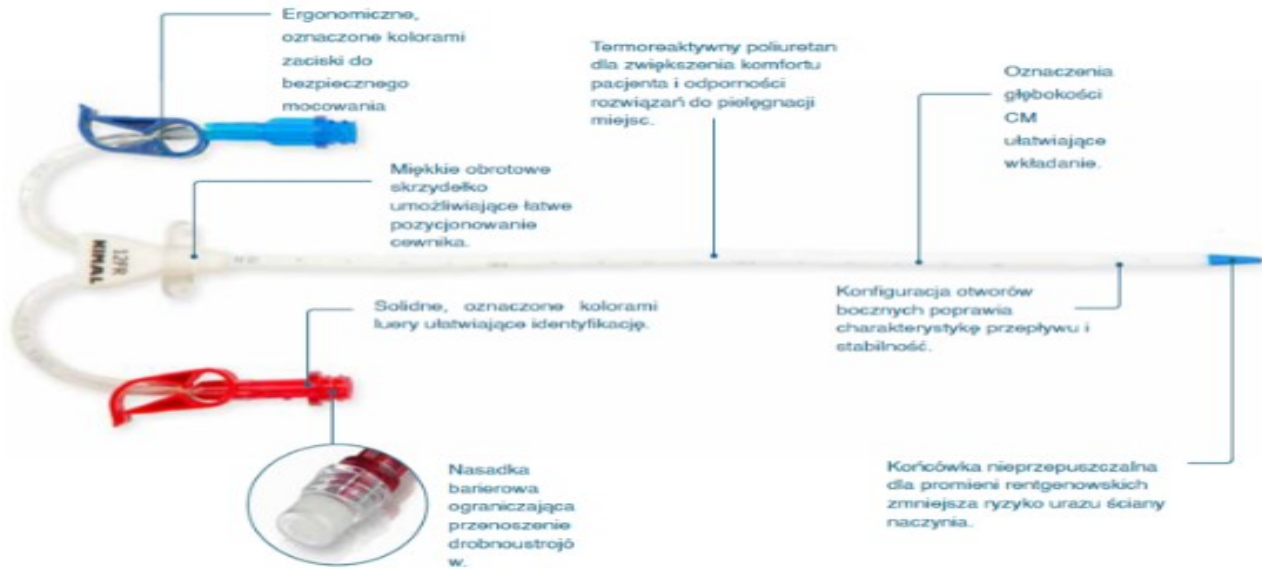 Ergonomiczne,
oznaczone kolorami
zaciski do
bezpiecznego
mocowania
Termoreaktywny poliuretan
dla zwiększenia komfortu
pacjenta i odporności
rozwiązań do pielęgnacji
miejsc.
Oznaczenia
głębokości
CM
ułatwiające
wkładanie.
Miękkie obrotowe
skrzydełko
umożliwiające łatwe
pozycjonowanie
cewnika.
12FR
KIMAL
Solidne, oznaczone kolorami
luery ułatwiające identyfikację.
Konfiguracja otworów
bocznych poprawia
charakterystykę przepływu i
stabilność.
Nasadka
barierowa
ograniczająca
przenoszenie
drobnoustrojó
w.
Końcówka nieprzepuszczalna
dla promieni rentgenowskich
zmniejsza ryzyko urazu ściany
naczynia.